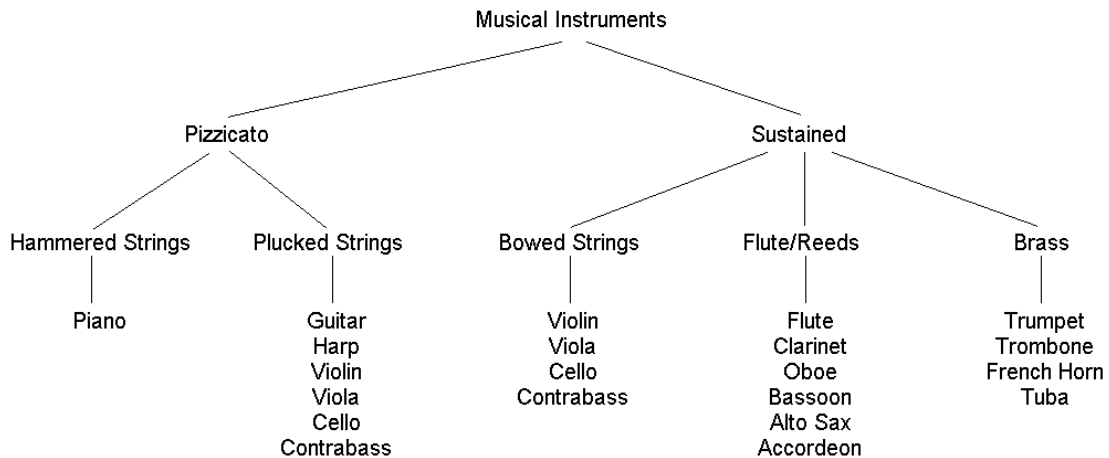 Musical Instruments
Pizzicato
Sustained
Hammered Strings
Plucked Strings
Bowed Strings
Flute/Reeds
Brass
Piano
Guitar
Harp
Violin
Viola
Cello
Contrabass
Violin
Viola
Cello
Contrabass
Flute
Clarinet
Oboe
Bassoon
Alto Sax
Accordeon
Trumpet
Trombone
French Horn
Tuba